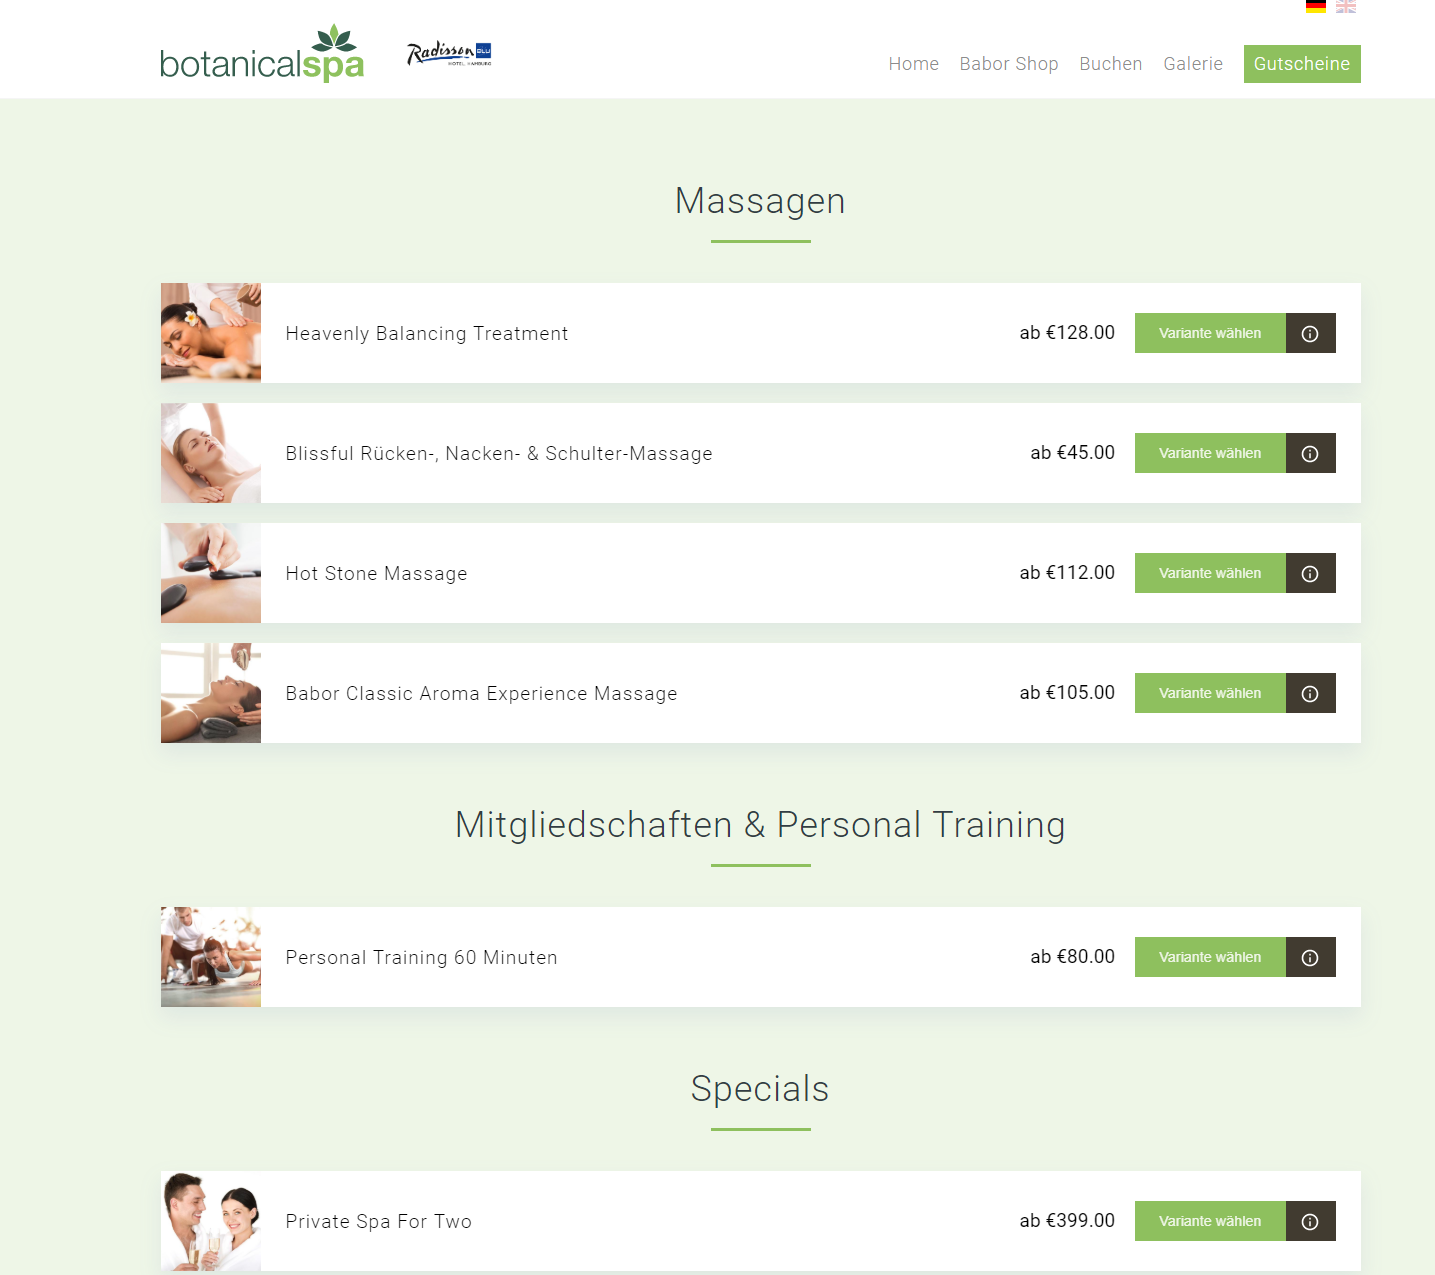 botanicalspa
Radisson BLU
HOTEL, HAMBURG
Home Babor Shop Buchen Galerie Gutscheine
Massagen
Heavenly Balancing Treatment ab €128.00 Variante wählen
Blissful Rücken-, Nacken- & Schulter-Massage ab €45.00 Variante wählen
Hot Stone Massage ab €112.00 Variante wählen
Babor Classic Aroma Experience Massage ab €105.00 Variante wählen
Mitgliedschaften & Personal Training
Personal Training 60 Minuten ab €80.00 Variante wählen
Specials
Private Spa For Two ab €399.00 Variante wählen